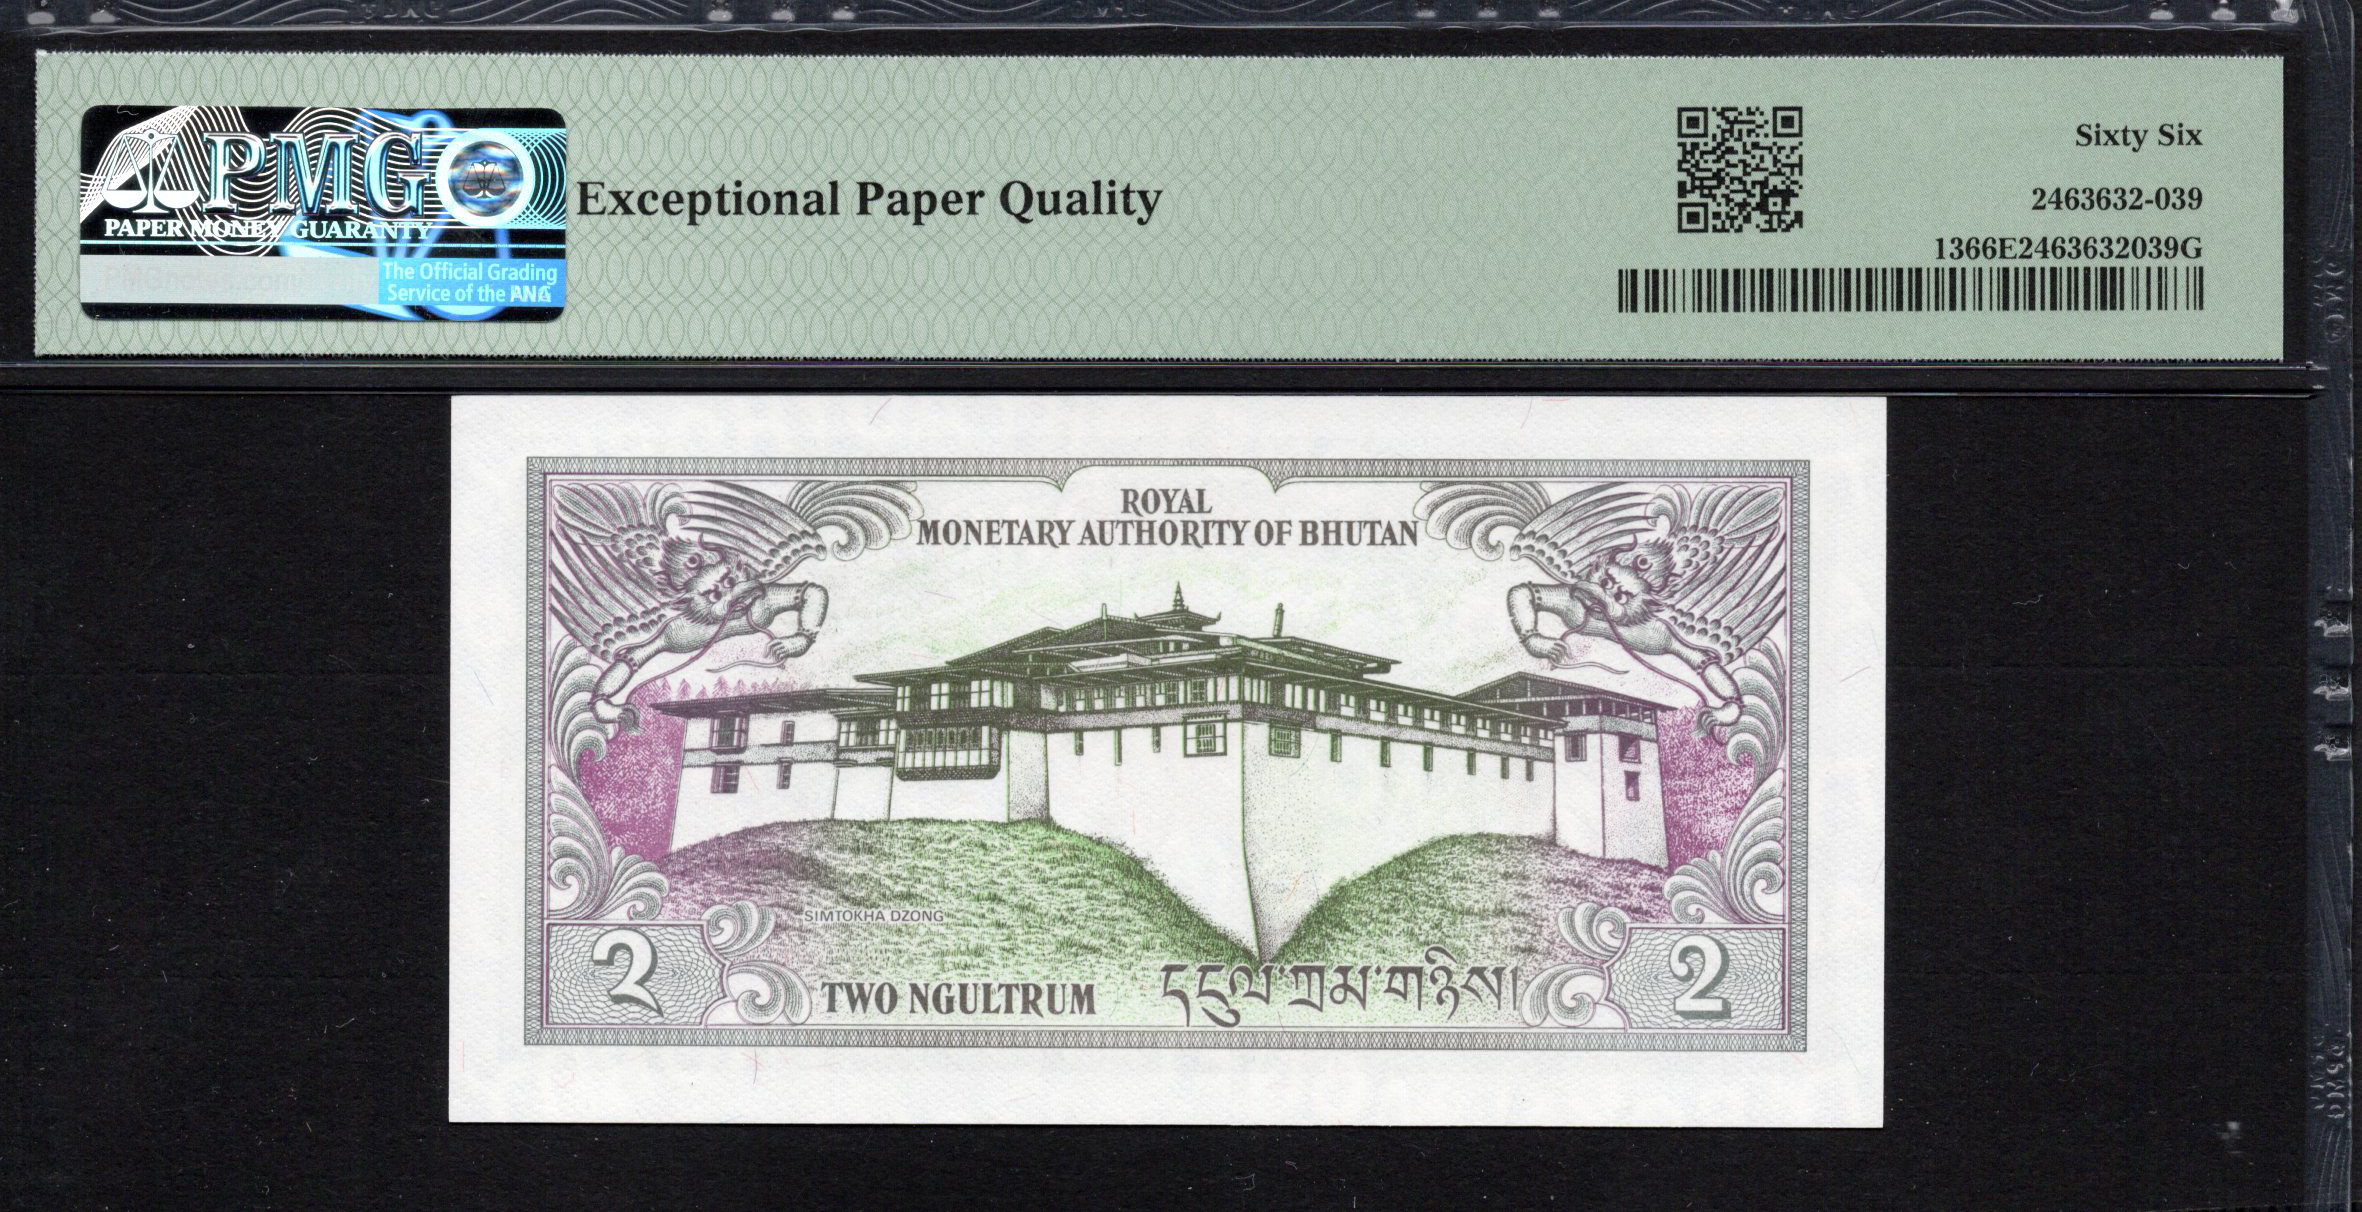 PMG
PAPER MONEY GUARANTY
The Official Grading
Service of the
Exceptional Paper Quality
Sixty Six
2463632-039
1366E2463632039G
ROYAL
MONETARY AUTHORITY OF BHUTAN
SIMTOKHA DZONG
2
TWO NGULTRUM
དངུལ་ཀྲམ་གཉིས།
2